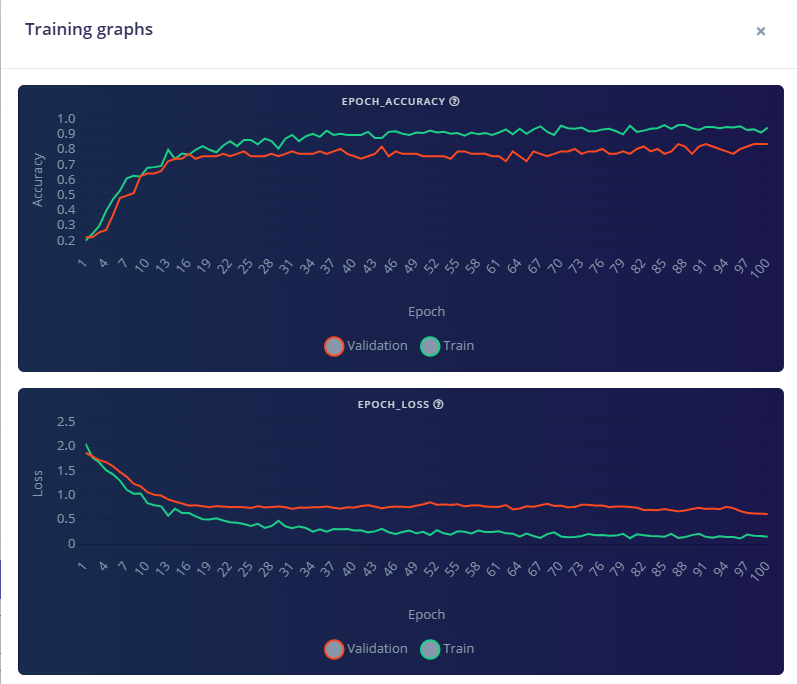 Training graphs ×
EPOCH_ACCURACY ?
Accuracy
1.0
0.9
0.8
0.7
0.6
0.5
0.4
0.3
0.2
1 4 7 10 13 16 19 22 25 28 31 34 37 40 43 46 49 52 55 58 61 64 67 70 73 76 79 82 85 88 91 94 97 100
Epoch
Validation Train
EPOCH_LOSS ?
Loss
2.5
2.0
1.5
1.0
0.5
0
1 4 7 10 13 16 19 22 25 28 31 34 37 40 43 46 49 52 55 58 61 64 67 70 73 76 79 82 85 88 91 94 97 100
Epoch
Validation Train